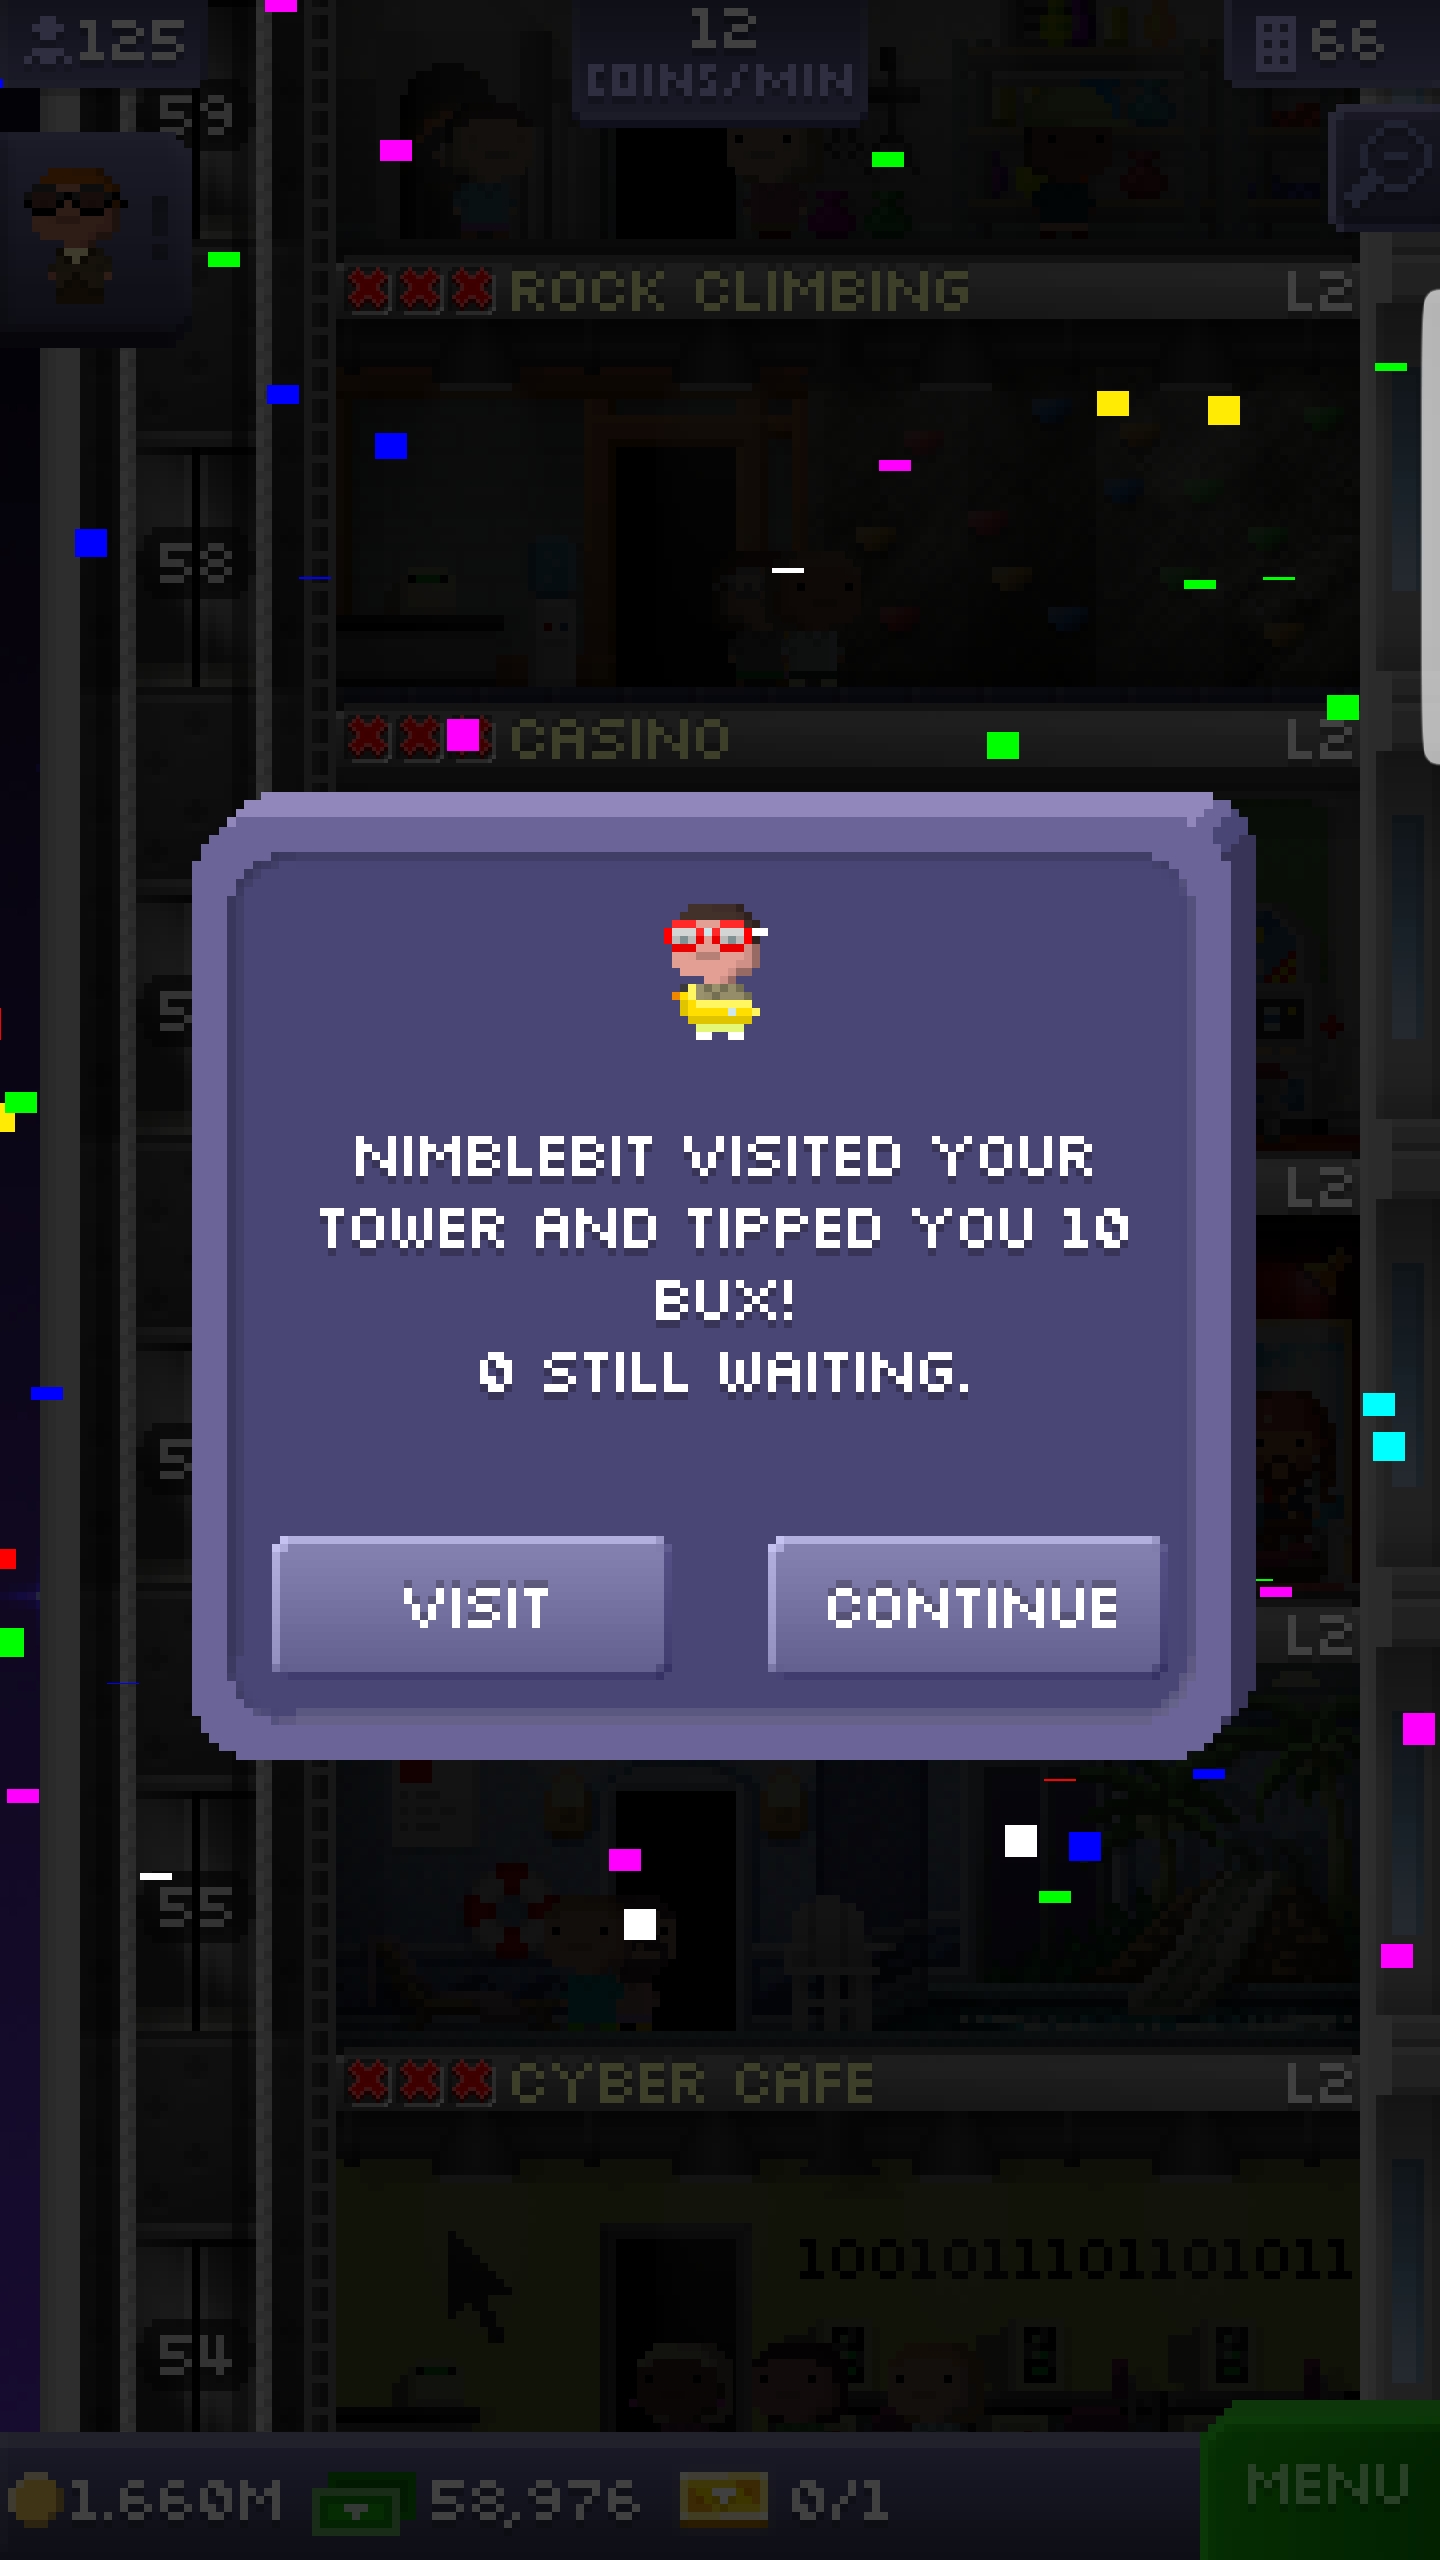 125
12
COINS/MIN
66
59
ROCK CLIMBING L2
58
CASINO L2
NIMBLEBIT VISITED YOUR
TOWER AND TIPPED YOU 10
BUX!
0 STILL WAITING.
L2
VISIT CONTINUE
L2
55
CYBER CAFE L2
1001011101101011
54
1.660M 58,976 0/1 MENU